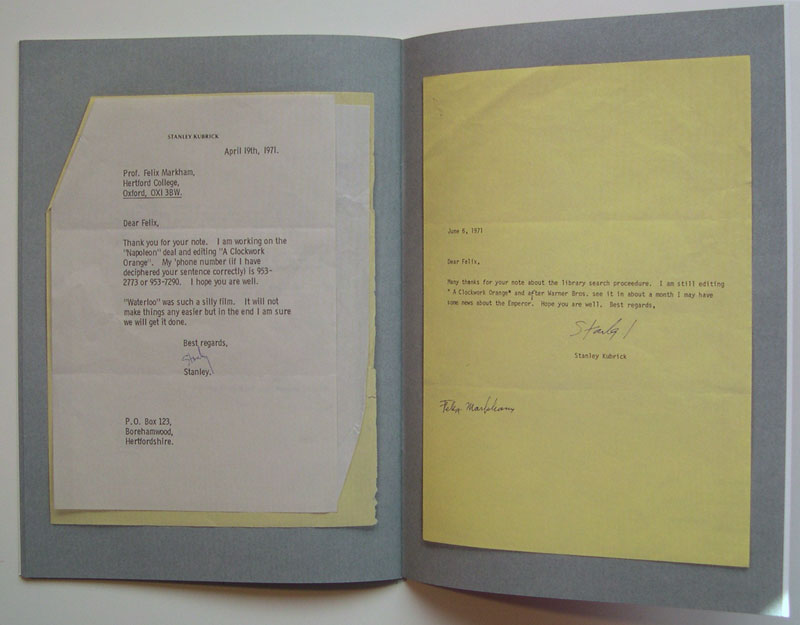 STANLEY KUBRICK
April 19th, 1971.
Prof. Felix Markham,
Hertford College,
Oxford, OX1 3BW.
Dear Felix,
Thank you for your note. I am working on the
"Napoleon" deal and editing "A Clockwork
Orange". My 'phone number (if I have
deciphered your sentence correctly) is 953-
2773 or 953-7290. I hope you are well.
"Waterloo" was such a silly film. It will not
make things any easier but in the end I am sure
we will get it done.
Best regards,
Stanley.
P.O. Box 123,
Borehamwood,
Hertfordshire.
June 6, 1971
Dear Felix,
Many thanks for your note about the library search proceedure. I am still editing
" A Clockwork Orange" and after Warner Bros. see it in about a month I may have
some news about the Emperor. Hope you are well. Best regards,
Stanley Kubrick
Felix Markham